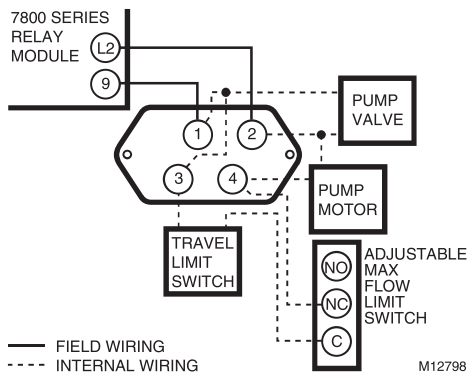 7800 SERIES
RELAY
MODULE
L2
9
1
2
3
4
PUMP
VALVE
PUMP
MOTOR
TRAVEL
LIMIT
SWITCH
NO
NC
C
ADJUSTABLE
MAX
FLOW
LIMIT
SWITCH
FIELD WIRING
INTERNAL WIRING
M12798